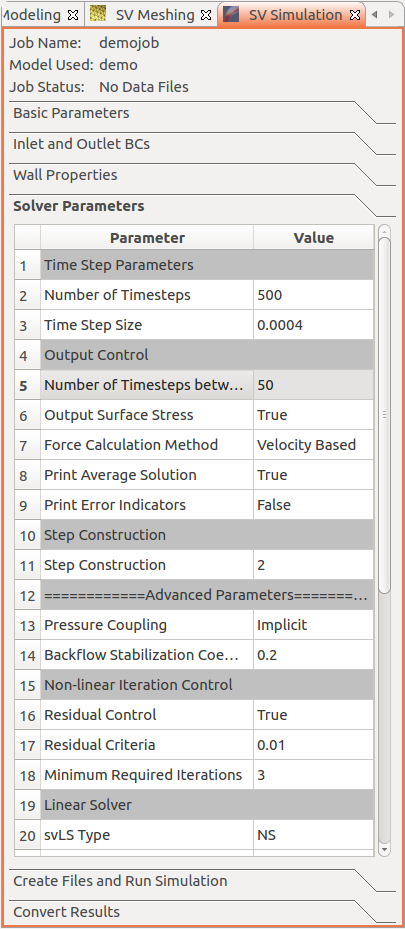 Modeling SV Meshing SV Simulation
Job Name: demojob
Model Used: demo
Job Status: No Data Files
Basic Parameters
Inlet and Outlet BCs
Wall Properties
Solver Parameters
Parameter Value
1 Time Step Parameters
2 Number of Timesteps 500
3 Time Step Size 0.0004
4 Output Control
5 Number of Timesteps betw... 50
6 Output Surface Stress True
7 Force Calculation Method Velocity Based
8 Print Average Solution True
9 Print Error Indicators False
10 Step Construction
11 Step Construction 2
12 ============Advanced Parameters=======...
13 Pressure Coupling Implicit
14 Backflow Stabilization Coe... 0.2
15 Non-linear Iteration Control
16 Residual Control True
17 Residual Criteria 0.01
18 Minimum Required Iterations 3
19 Linear Solver
20 svLS Type NS
Create Files and Run Simulation
Convert Results